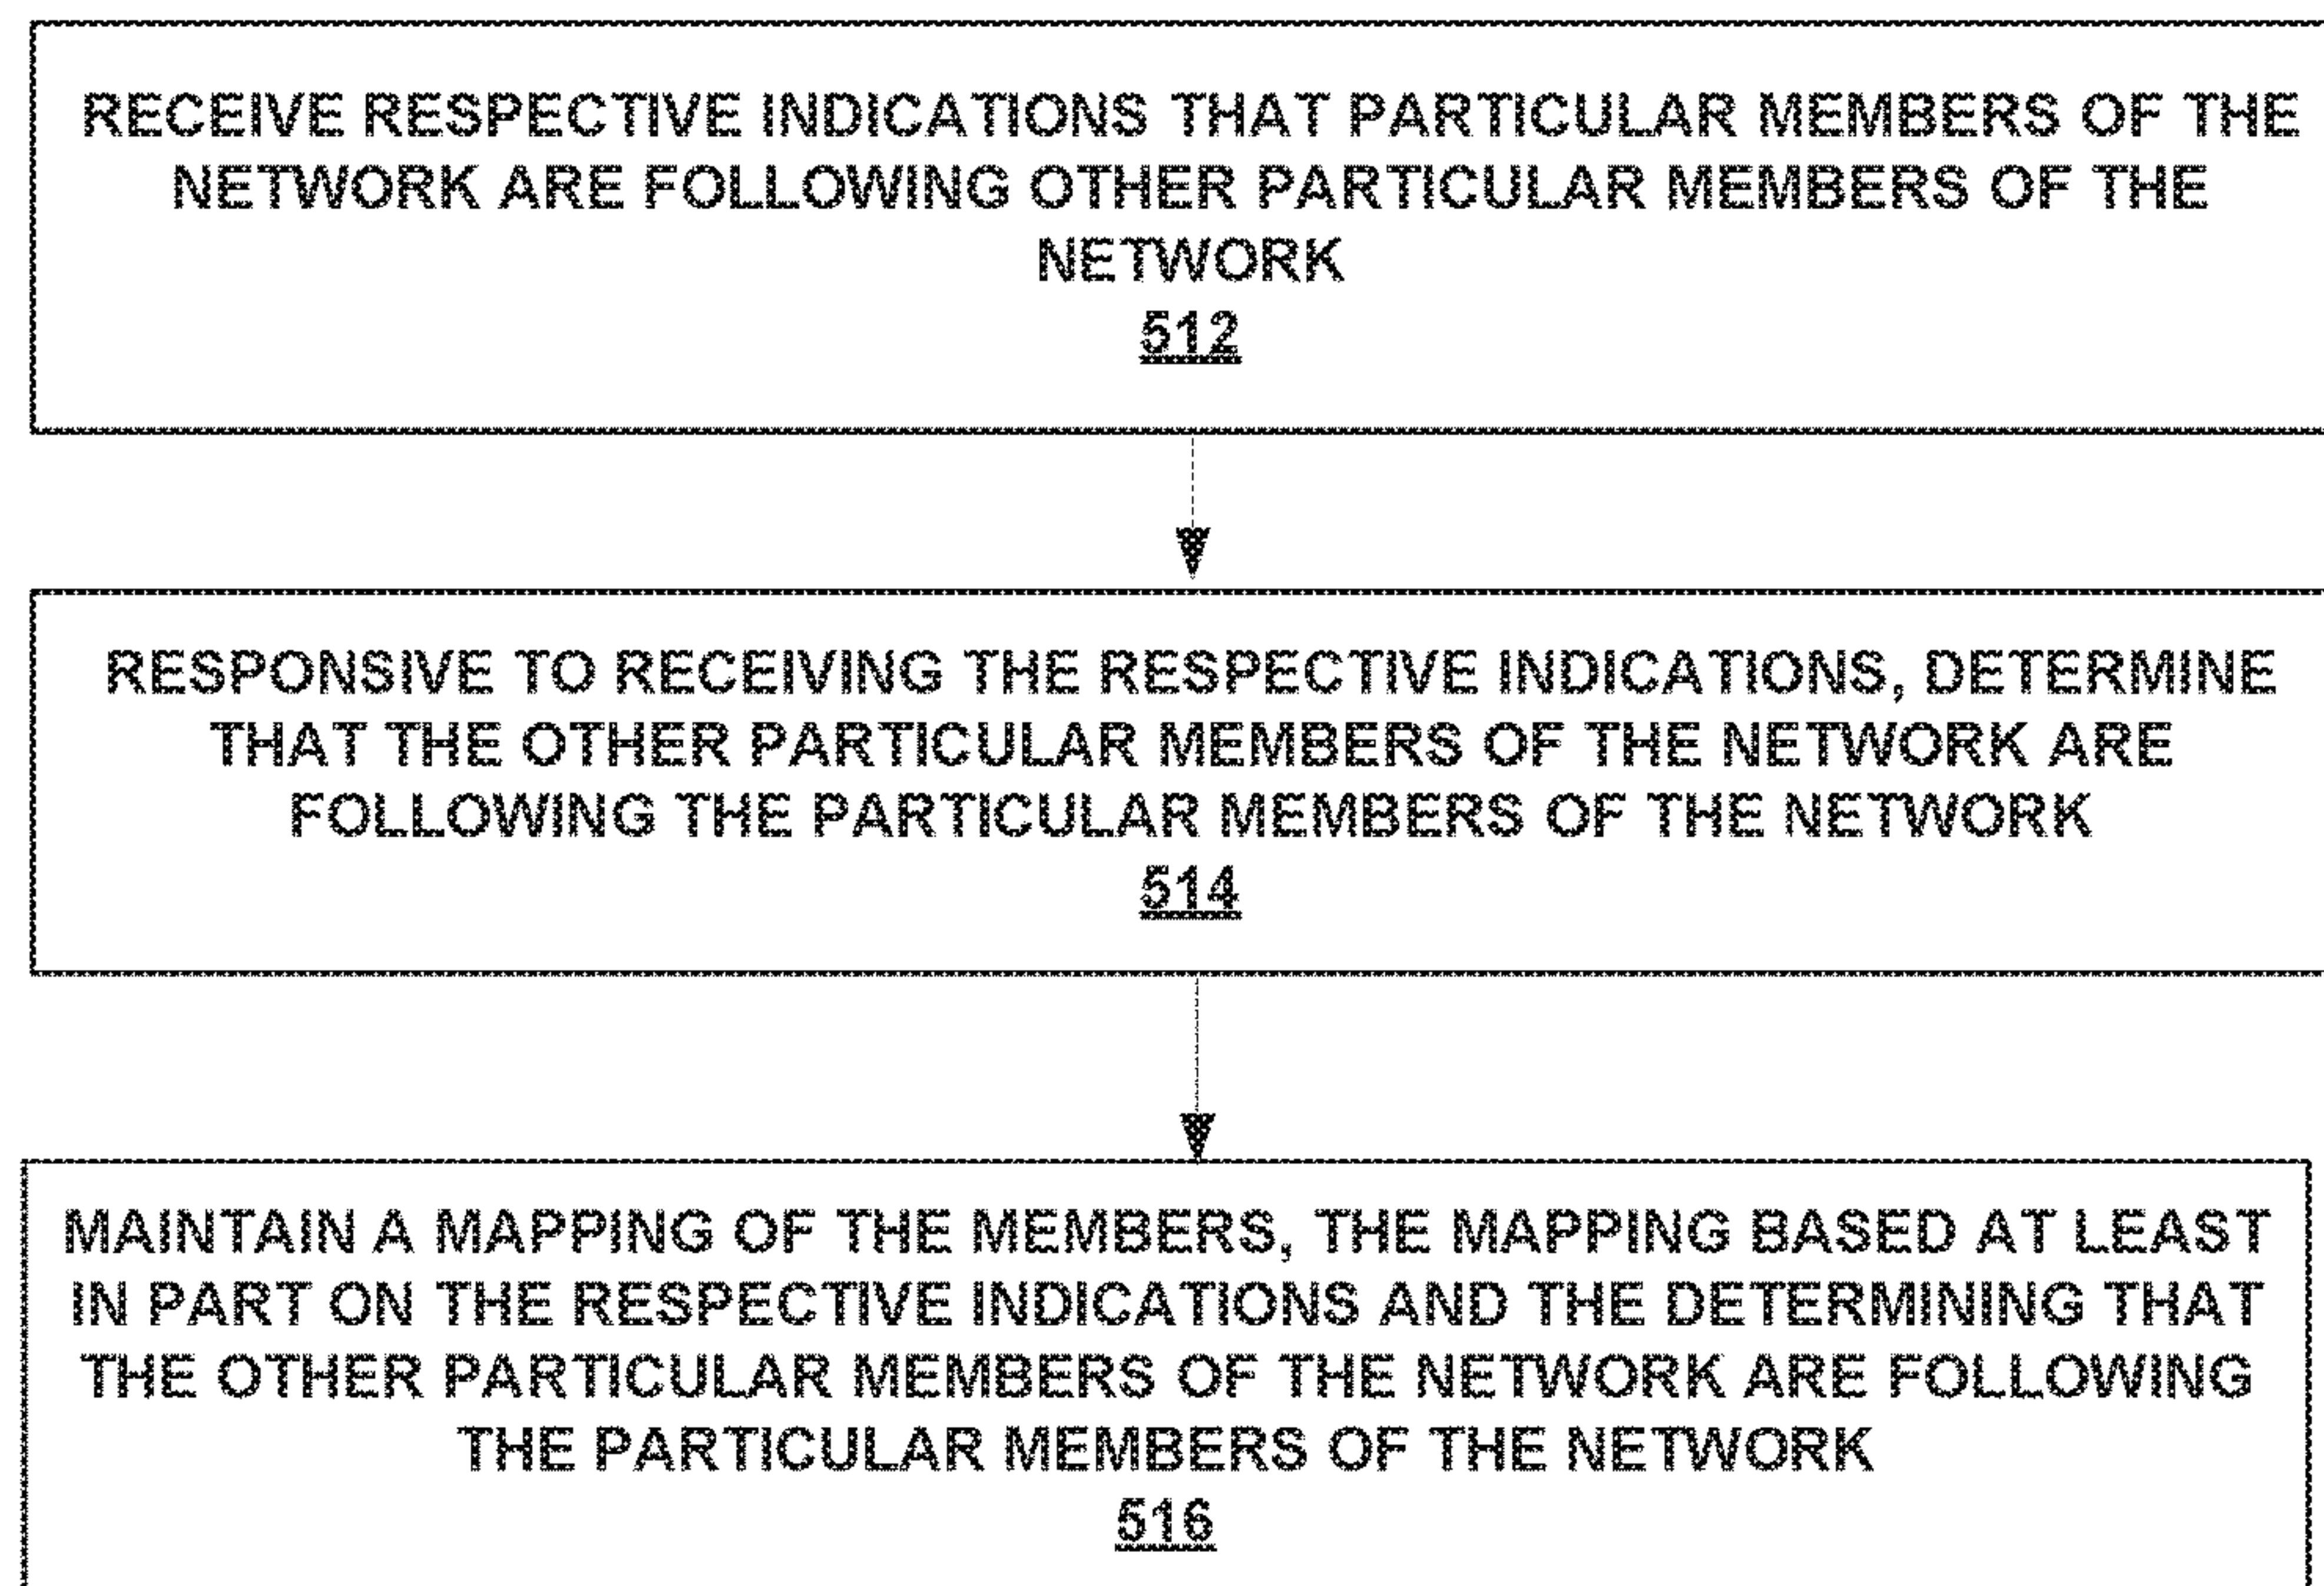 RECEIVE RESPECTIVE INDICATIONS THAT PARTICULAR MEMBERS OF THE
NETWORK ARE FOLLOWING OTHER PARTICULAR MEMBERS OF THE
NETWORK
512
RESPONSIVE TO RECEIVING THE RESPECTIVE INDICATIONS, DETERMINE
THAT THE OTHER PARTICULAR MEMBERS OF THE NETWORK ARE
FOLLOWING THE PARTICULAR MEMBERS OF THE NETWORK
514
MAINTAIN A MAPPING OF THE MEMBERS, THE MAPPING BASED AT LEAST
IN PART ON THE RESPECTIVE INDICATIONS AND THE DETERMINING THAT
THE OTHER PARTICULAR MEMBERS OF THE NETWORK ARE FOLLOWING
THE PARTICULAR MEMBERS OF THE NETWORK
516